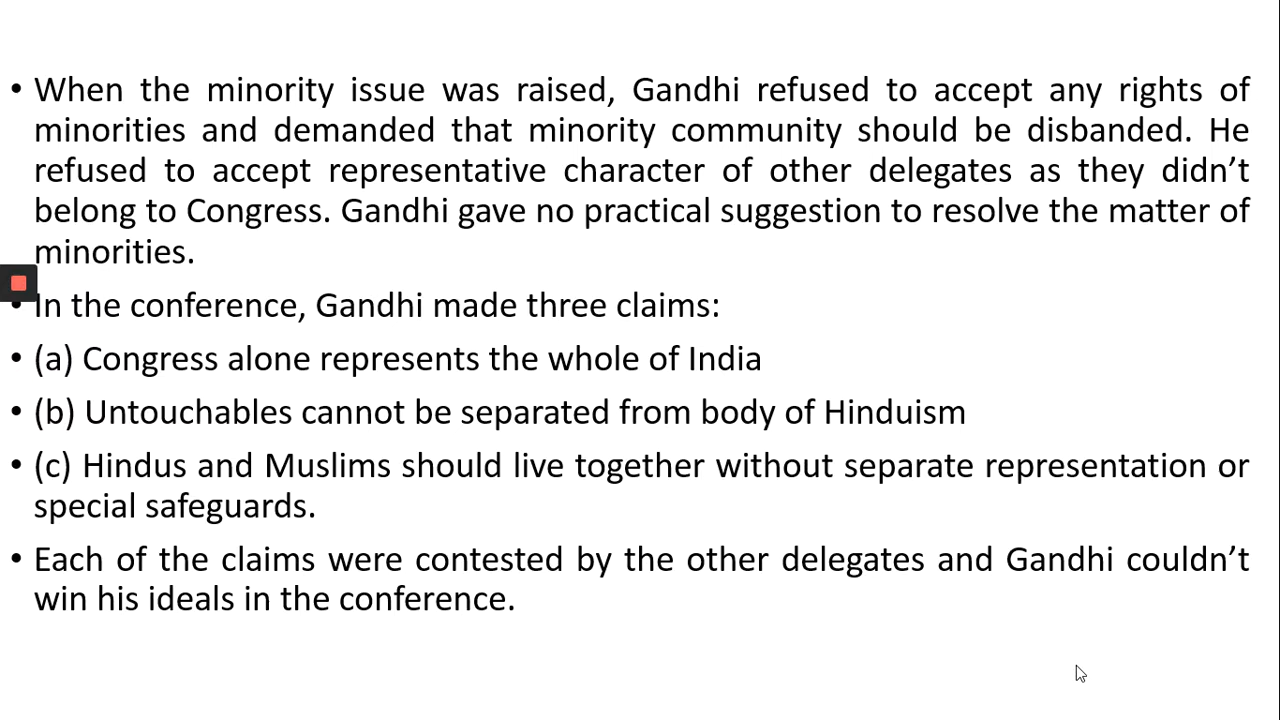 • When the minority issue was raised, Gandhi refused to accept any rights of
minorities and demanded that minority community should be disbanded. He
refused to accept representative character of other delegates as they didn’t
belong to Congress. Gandhi gave no practical suggestion to resolve the matter of
minorities.
• In the conference, Gandhi made three claims:
• (a) Congress alone represents the whole of India
• (b) Untouchables cannot be separated from body of Hinduism
• (c) Hindus and Muslims should live together without separate representation or
special safeguards.
• Each of the claims were contested by the other delegates and Gandhi couldn’t
win his ideals in the conference.